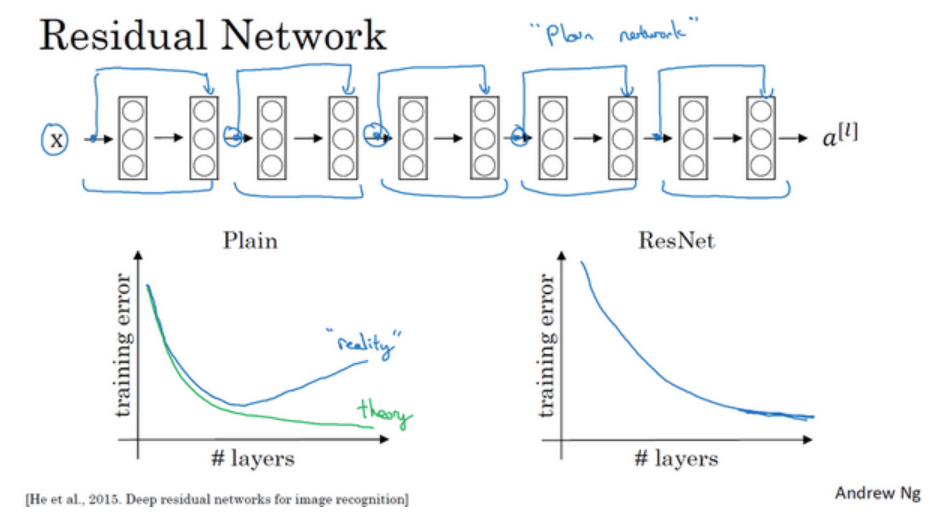 Residual Network
"Plain network"
x
a[l]
Plain
training error
"reality"
theory
# layers
ResNet
training error
# layers
[He et al., 2015. Deep residual networks for image recognition]
Andrew Ng